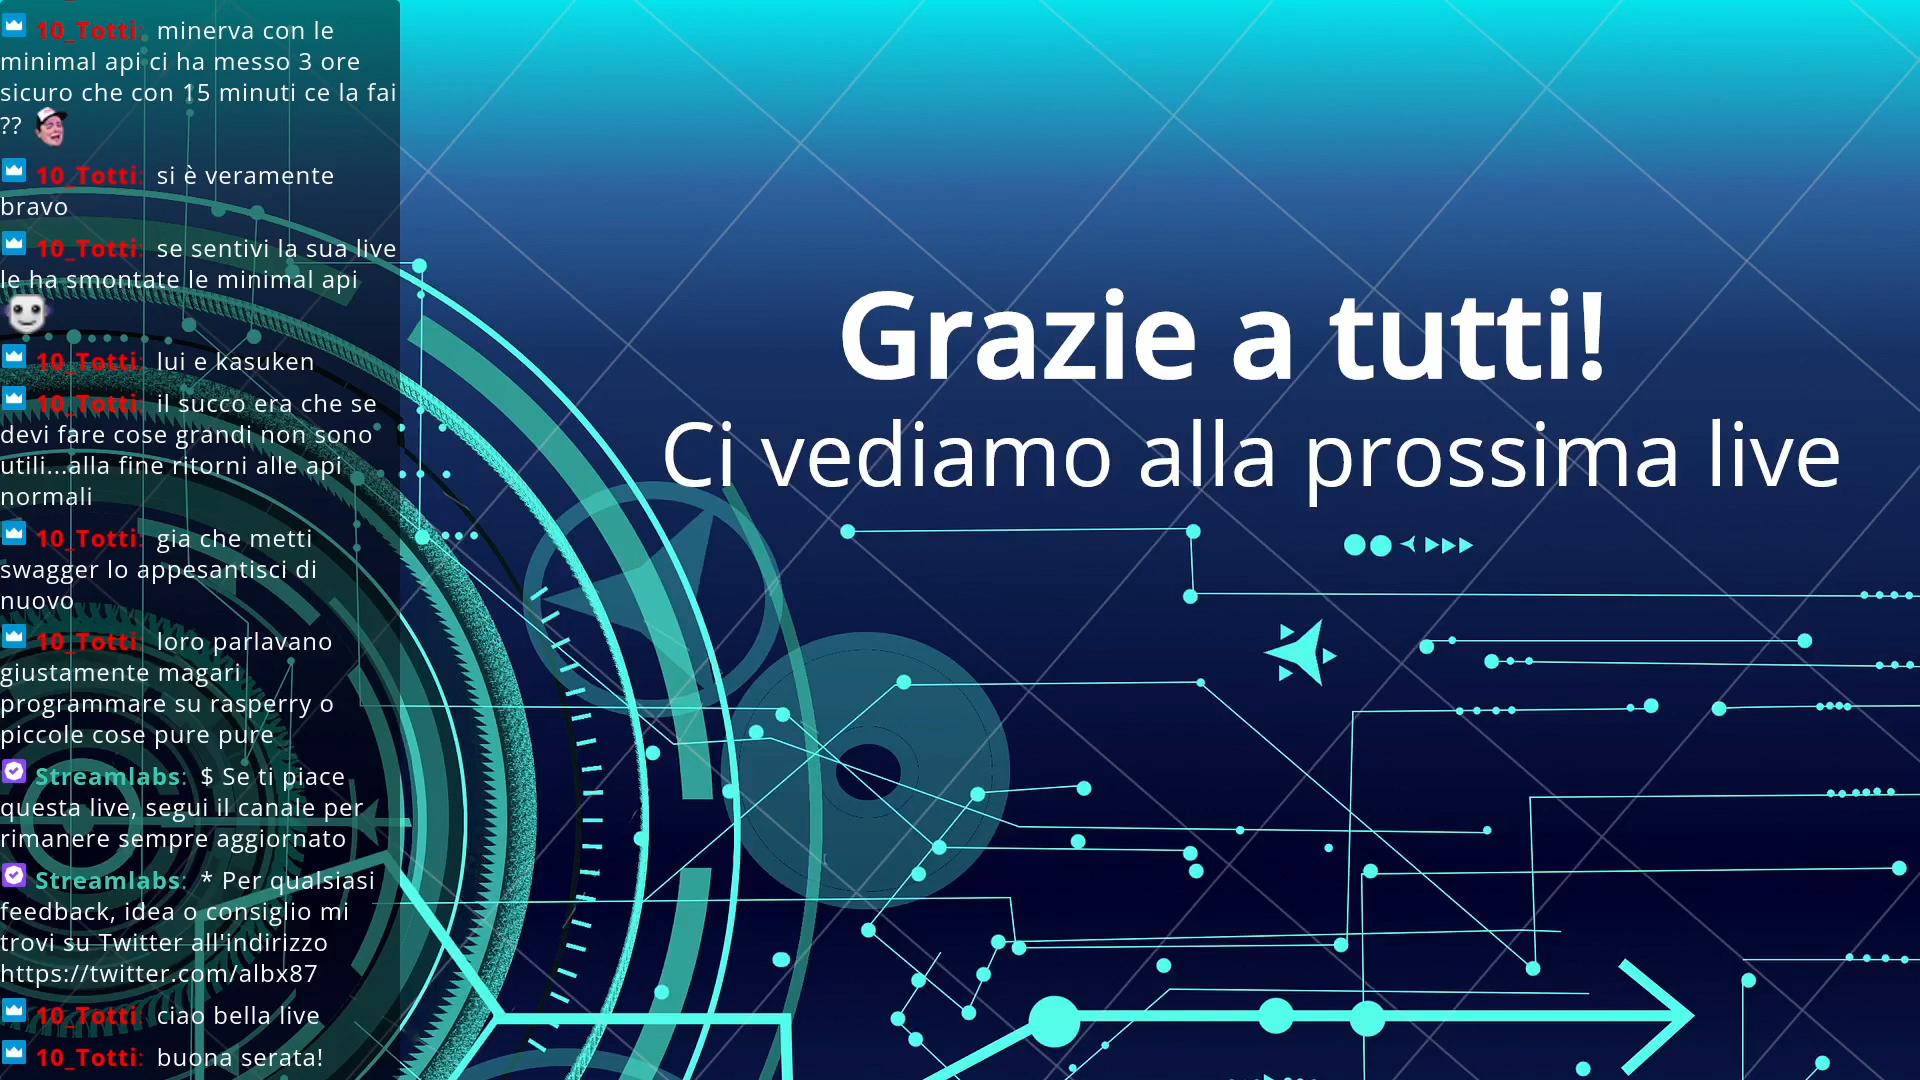 10_Totti: minerva con le
minimal api ci ha messo 3 ore
sicuro che con 15 minuti ce la fai
??
10_Totti: si è veramente
bravo
10_Totti: se sentivi la sua live
le ha smontate le minimal api
10_Totti: lui e kasuken
10_Totti: il succo era che se
devi fare cose grandi non sono
utili...alla fine ritorni alle api
normali
10_Totti: gia che metti
swagger lo appesantisci di
nuovo
10_Totti: loro parlavano
giustamente magari
programmare su rasperry o
piccole cose pure pure
Streamlabs: $ Se ti piace
questa live, segui il canale per
rimanere sempre aggiornato
Streamlabs: * Per qualsiasi
feedback, idea o consiglio mi
trovi su Twitter all'indirizzo
https://twitter.com/albx87
10_Totti: ciao bella live
10_Totti: buona serata!
Grazie a tutti!
Ci vediamo alla prossima live